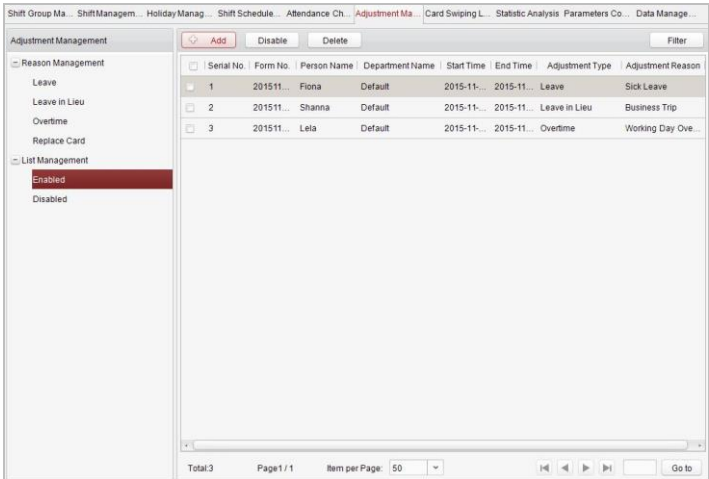 Shift Group Ma... ShiftManagem... Holiday Manag... Shift Schedule... Attendance Ch... Adjustment Ma... Card Swiping L... Statistic Analysis Parameters Co... Data Manage...
Adjustment Management
Reason Management
Leave
Leave in Lieu
Overtime
Replace Card
List Management
Enabled
Disabled
Add Disable Delete Filter
Serial No. Form No. Person Name Department Name Start Time End Time Adjustment Type Adjustment Reason
1 201511... Fiona Default 2015-11-... 2015-11... Leave Sick Leave
2 201511... Shanna Default 2015-11-... 2015-11... Leave in Lieu Business Trip
3 201511... Lela Default 2015-11-... 2015-11... Overtime Working Day Ove...
Total:3 Page1 / 1 Item per Page: 50 Go to